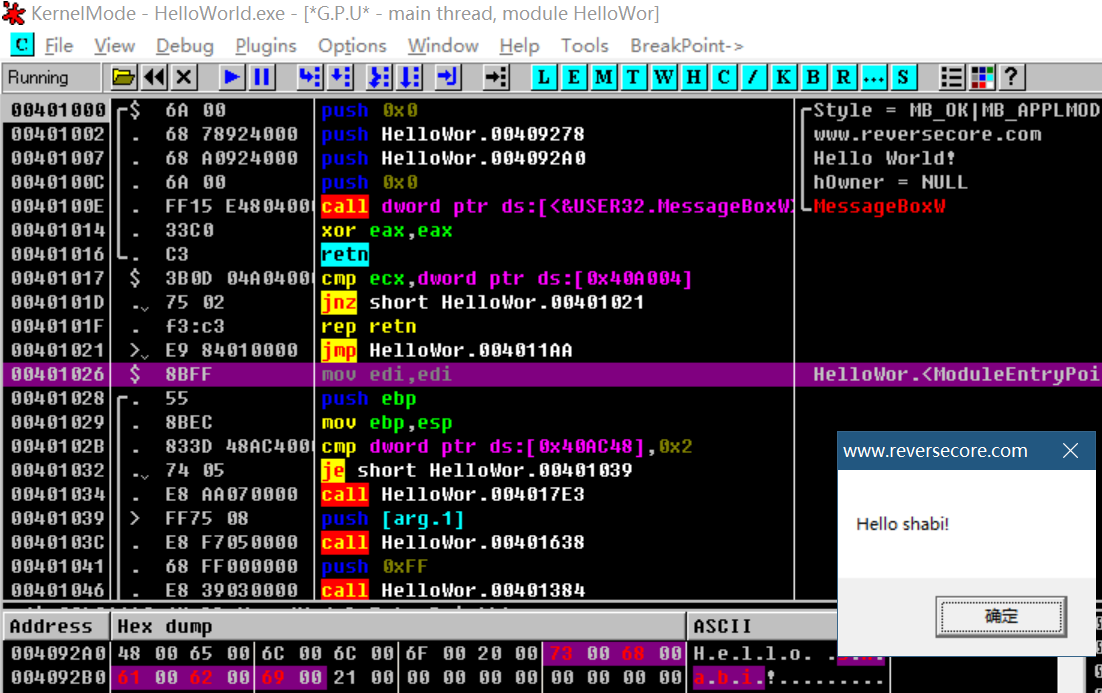 KernelMode - HelloWorld.exe - [*G.P.U* - main thread, module HelloWor]
C File View Debug Plugins Options Window Help Tools BreakPoint->
Running L E M T W H C / K B R ... S ?
00401000 $ 6A 00 push 0x0 Style = MB_OK|MB_APPLMOD
00401002 . 68 78924000 push HelloWor.00409278 www.reversecore.com
00401007 . 68 A0924000 push HelloWor.004092A0 Hello World!
0040100C . 6A 00 push 0x0 hOwner = NULL
0040100E . FF15 E4804000 call dword ptr ds:[<&USER32.MessageBoxW> MessageBoxW
00401014 . 33C0 xor eax,eax
00401016 . C3 retn
00401017 $ 3B0D 04A04000 cmp ecx,dword ptr ds:[0x40A004]
0040101D . 75 02 jnz short HelloWor.00401021
0040101F . f3:c3 rep retn
00401021 > E9 84010000 jmp HelloWor.004011AA
00401026 $ 8BFF mov edi,edi HelloWor.<ModuleEntryPoi
00401028 . 55 push ebp
00401029 . 8BEC mov ebp,esp
0040102B . 833D 48AC4000 cmp dword ptr ds:[0x40AC48],0x2
00401032 . 74 05 je short HelloWor.00401039
00401034 . E8 AA070000 call HelloWor.004017E3
00401039 > FF75 08 push [arg.1]
0040103C . E8 F7050000 call HelloWor.00401638
00401041 . 68 FF000000 push 0xFF
00401046 . E8 39030000 call HelloWor.00401384
www.reversecore.com
Hello shabi!
确定
Address Hex dump ASCII
004092A0 48 00 65 00 6C 00 6C 00 6F 00 20 00 73 00 68 00 H.e.l.l.o. .s.h.
004092B0 61 00 62 00 69 00 21 00 00 00 00 00 00 00 00 00 a.b.i.!.........